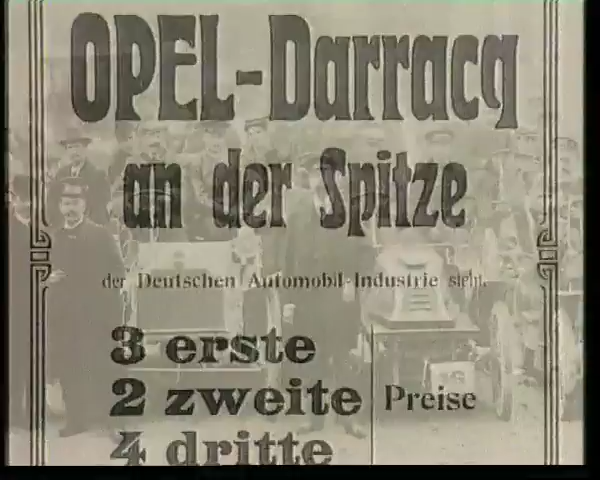 OPEL-Darracq
an der Spitze
der Deutschen Automobil-Industrie steht.
3 erste
2 zweite Preise
4 dritte